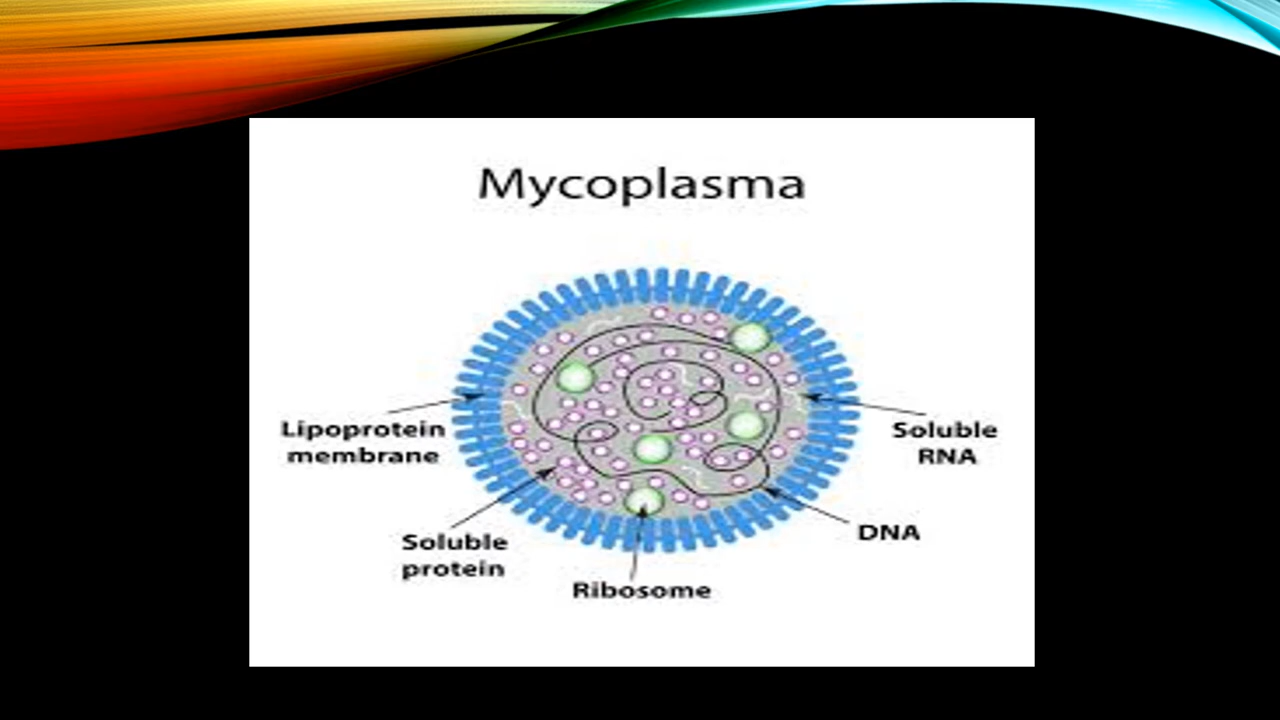 Mycoplasma
Lipoprotein
membrane
Soluble
RNA
Soluble
protein
DNA
Ribosome